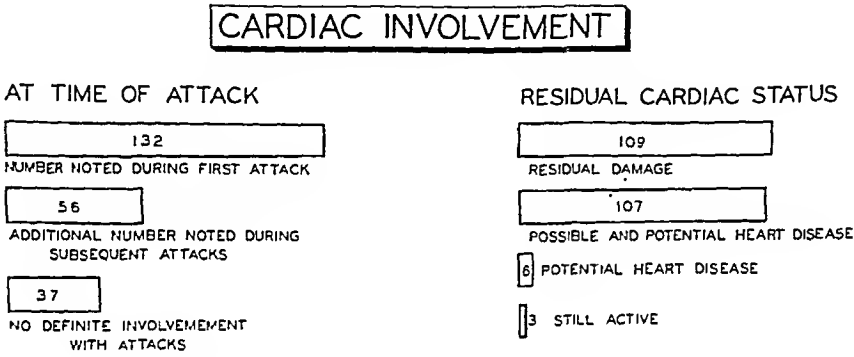 CARDIAC INVOLVEMENT
AT TIME OF ATTACK
132
NUMBER NOTED DURING FIRST ATTACK
56
ADDITIONAL NUMBER NOTED DURING
SUBSEQUENT ATTACKS
37
NO DEFINITE INVOLVEMEMENT
WITH ATTACKS
RESIDUAL CARDIAC STATUS
109
RESIDUAL DAMAGE
107
POSSIBLE AND POTENTIAL HEART DISEASE
6 POTENTIAL HEART DISEASE
3 STILL ACTIVE